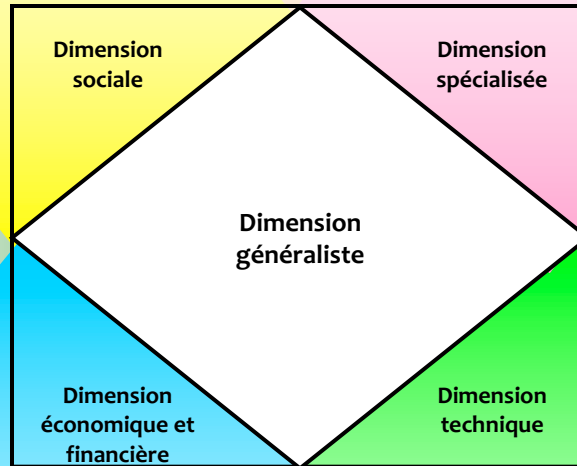 Dimension
sociale
Dimension
spécialisée
Dimension
généraliste
Dimension
économique et
financière
Dimension
technique